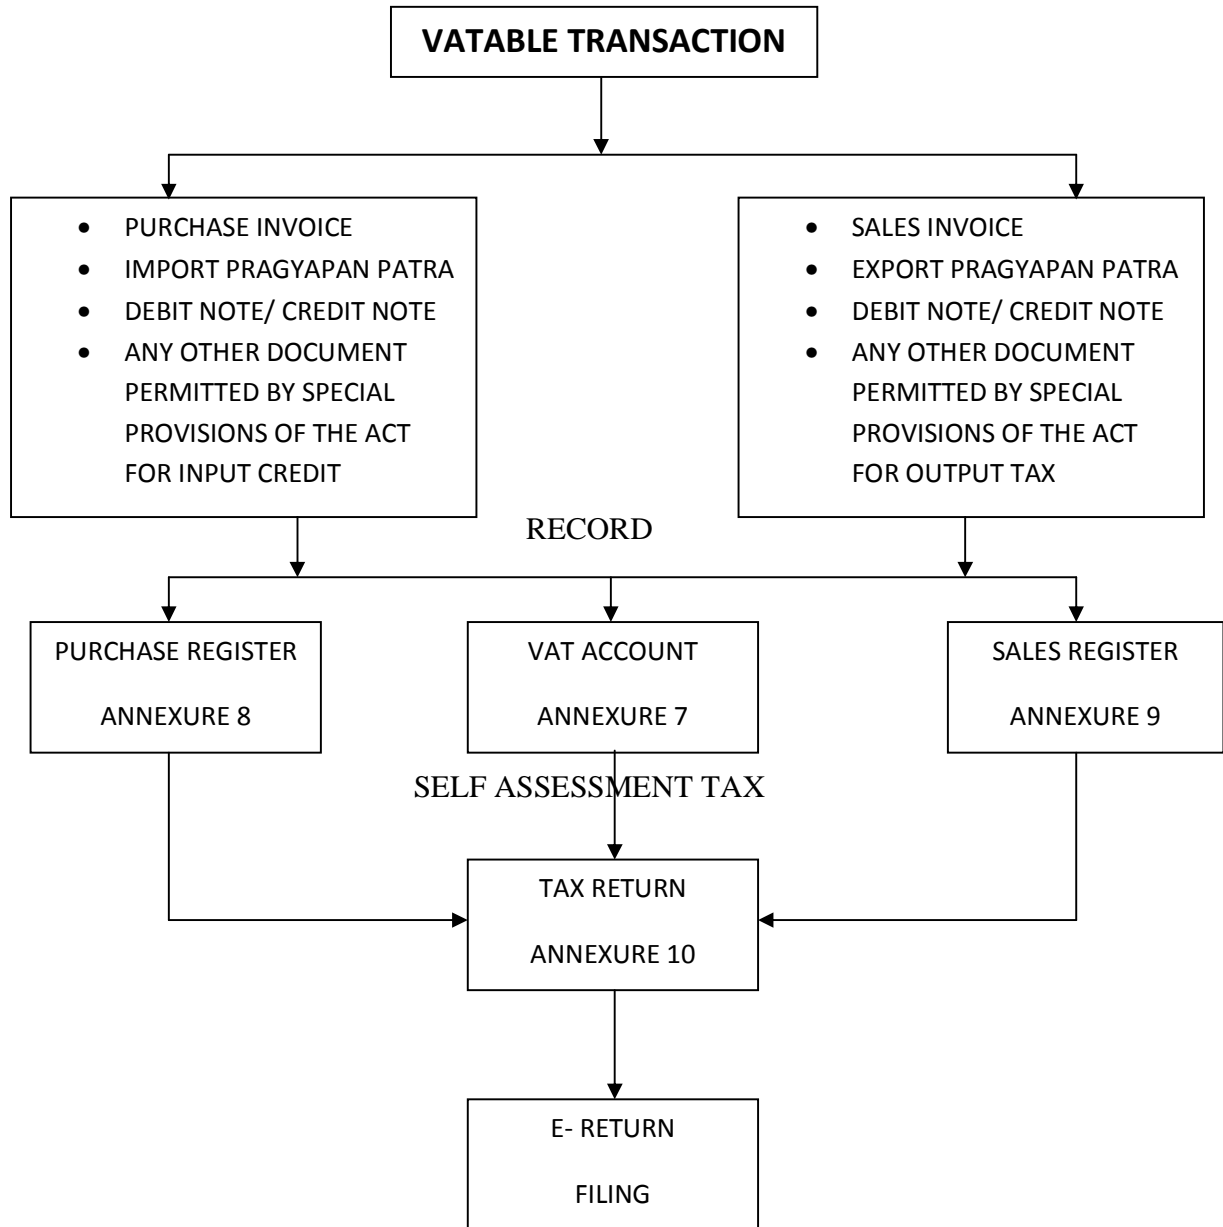 VATABLE TRANSACTION
• PURCHASE INVOICE
• IMPORT PRAGYAPAN PATRA
• DEBIT NOTE/ CREDIT NOTE
• ANY OTHER DOCUMENT
PERMITTED BY SPECIAL
PROVISIONS OF THE ACT
FOR INPUT CREDIT
• SALES INVOICE
• EXPORT PRAGYAPAN PATRA
• DEBIT NOTE/ CREDIT NOTE
• ANY OTHER DOCUMENT
PERMITTED BY SPECIAL
PROVISIONS OF THE ACT
FOR OUTPUT TAX
RECORD
PURCHASE REGISTER
ANNEXURE 8
VAT ACCOUNT
ANNEXURE 7
SALES REGISTER
ANNEXURE 9
SELF ASSESSMENT TAX
TAX RETURN
ANNEXURE 10
E- RETURN
FILING